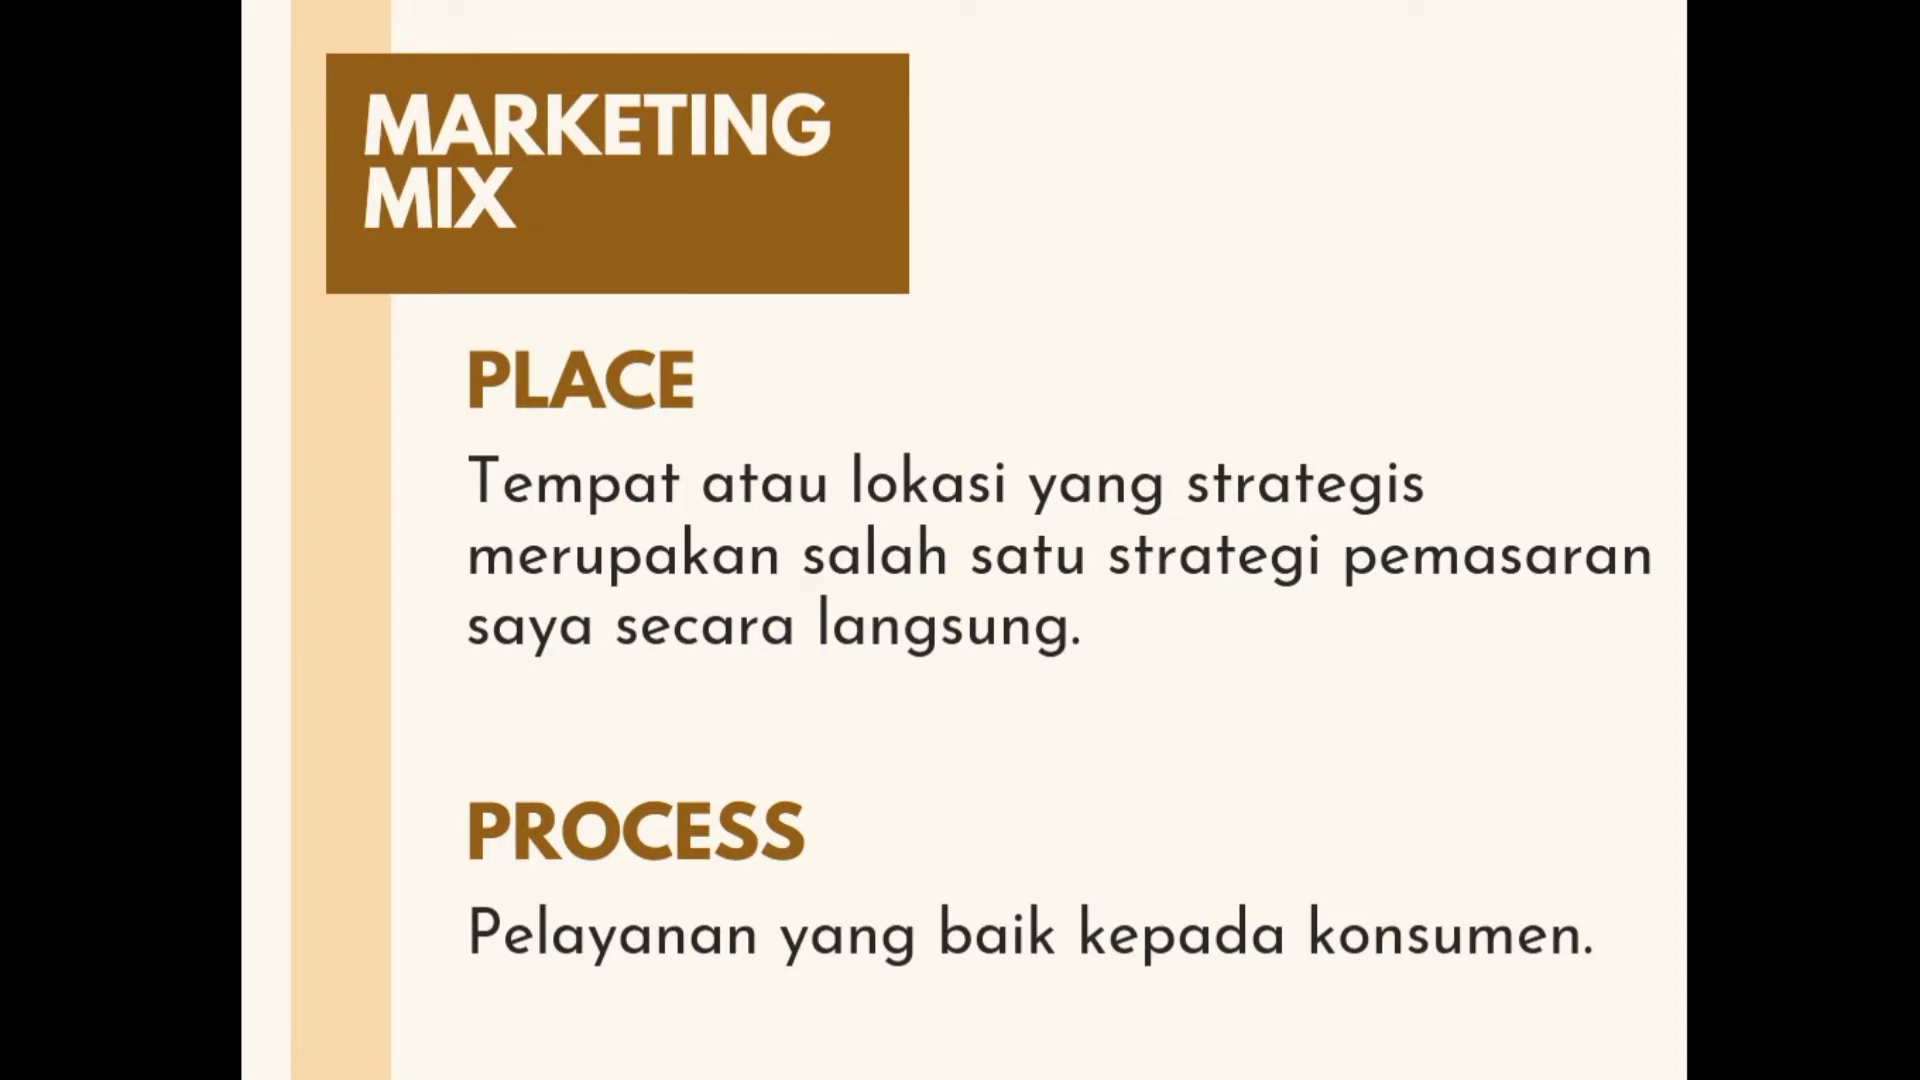 MARKETING
MIX
PLACE
Tempat atau lokasi yang strategis
merupakan salah satu strategi pemasaran
saya secara langsung.
PROCESS
Pelayanan yang baik kepada konsumen.